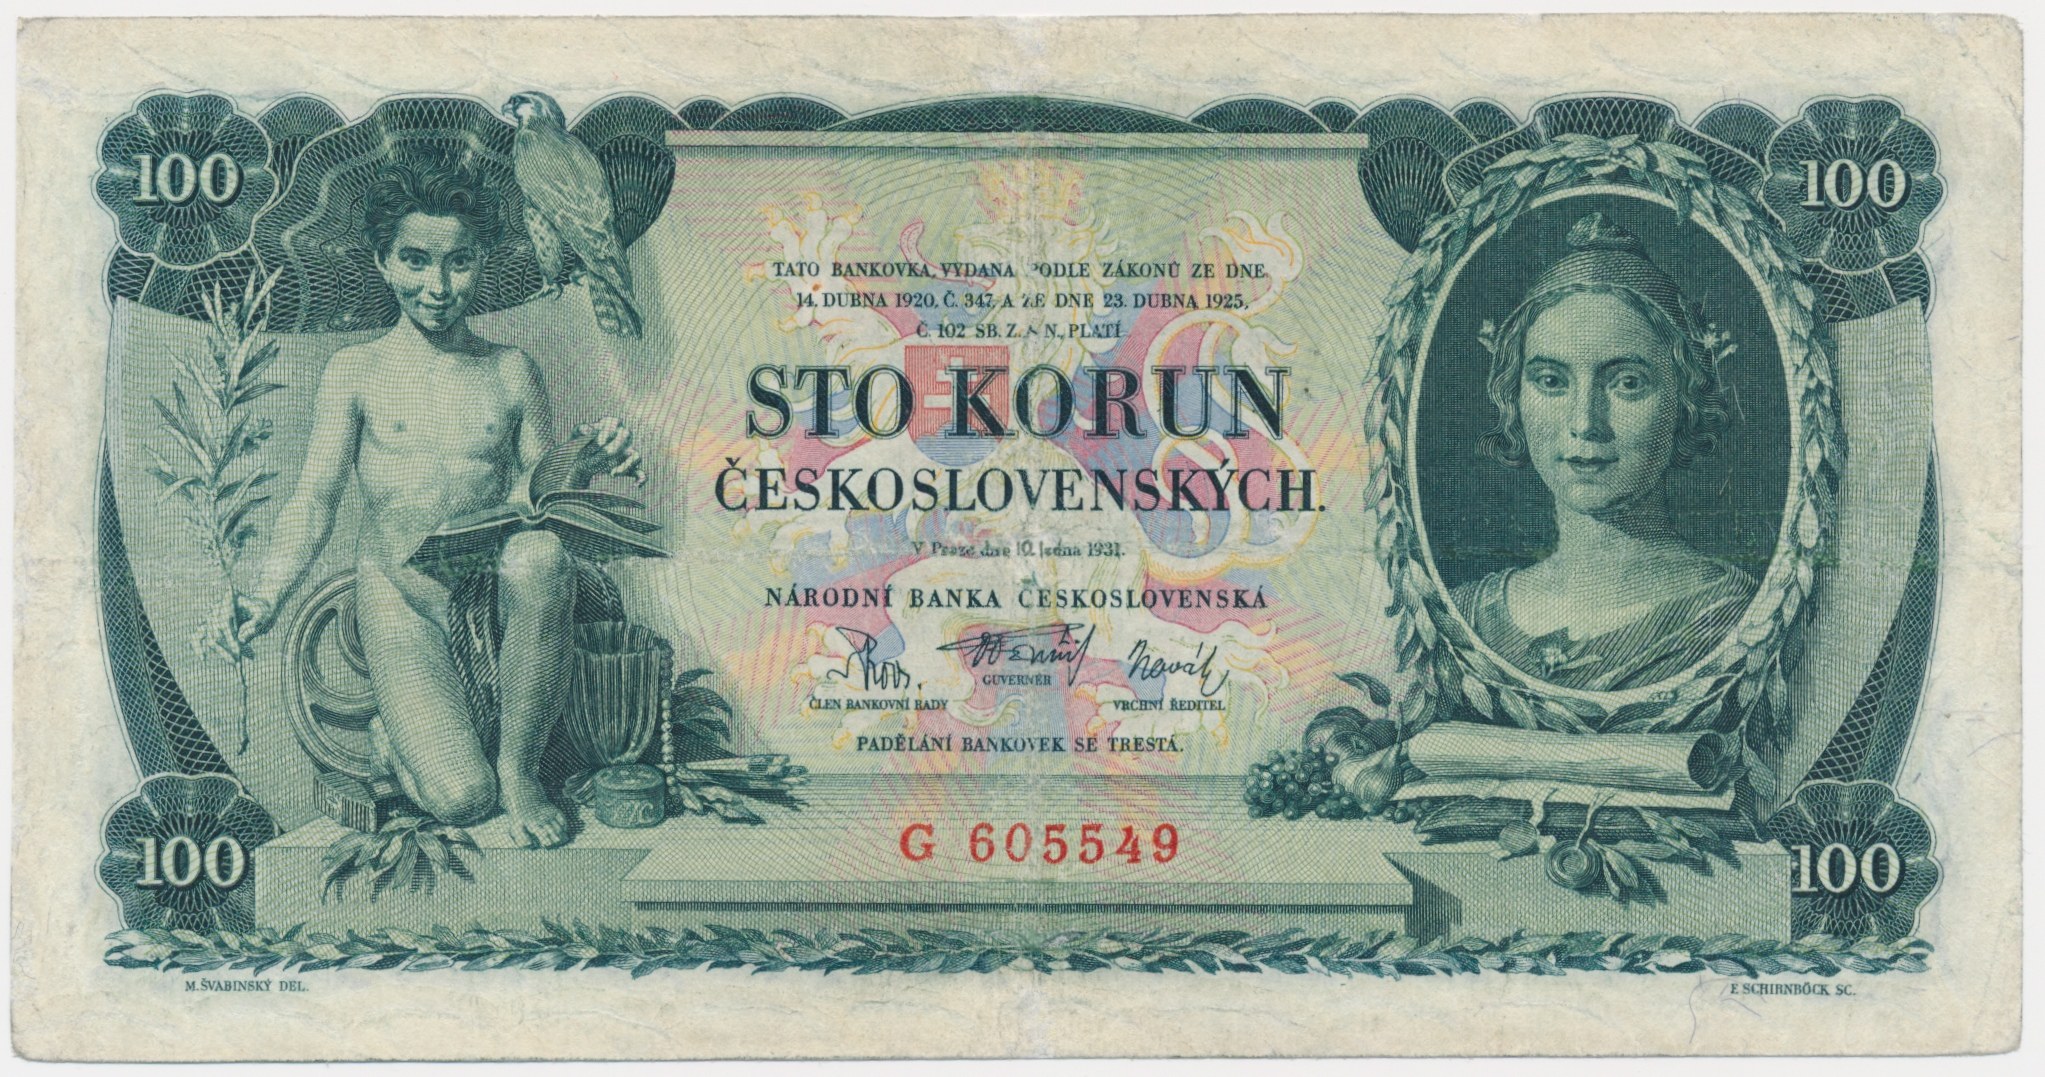 100
100
TATO BANKOVKA, VYDANÁ PODLE ZÁKONŮ ZE DNE
14. DUBNA 1920, Č. 347 A ZE DNE 23. DUBNA 1925,
Č. 102 SB. Z. A N., PLATÍ
STO KORUN
ČESKOSLOVENSKÝCH.
V Praze dne 10. ledna 1931.
NÁRODNÍ BANKA ČESKOSLOVENSKÁ
Novák
GUVERNÉR
ČLEN BANKOVNÍ RADY VRCHNÍ ŘEDITEL
PADĚLÁNÍ BANKOVEK SE TRESTÁ.
G 605549
100
100
M. ŠVABINSKÝ DEL.
E SCHIRNBÖCK SC.